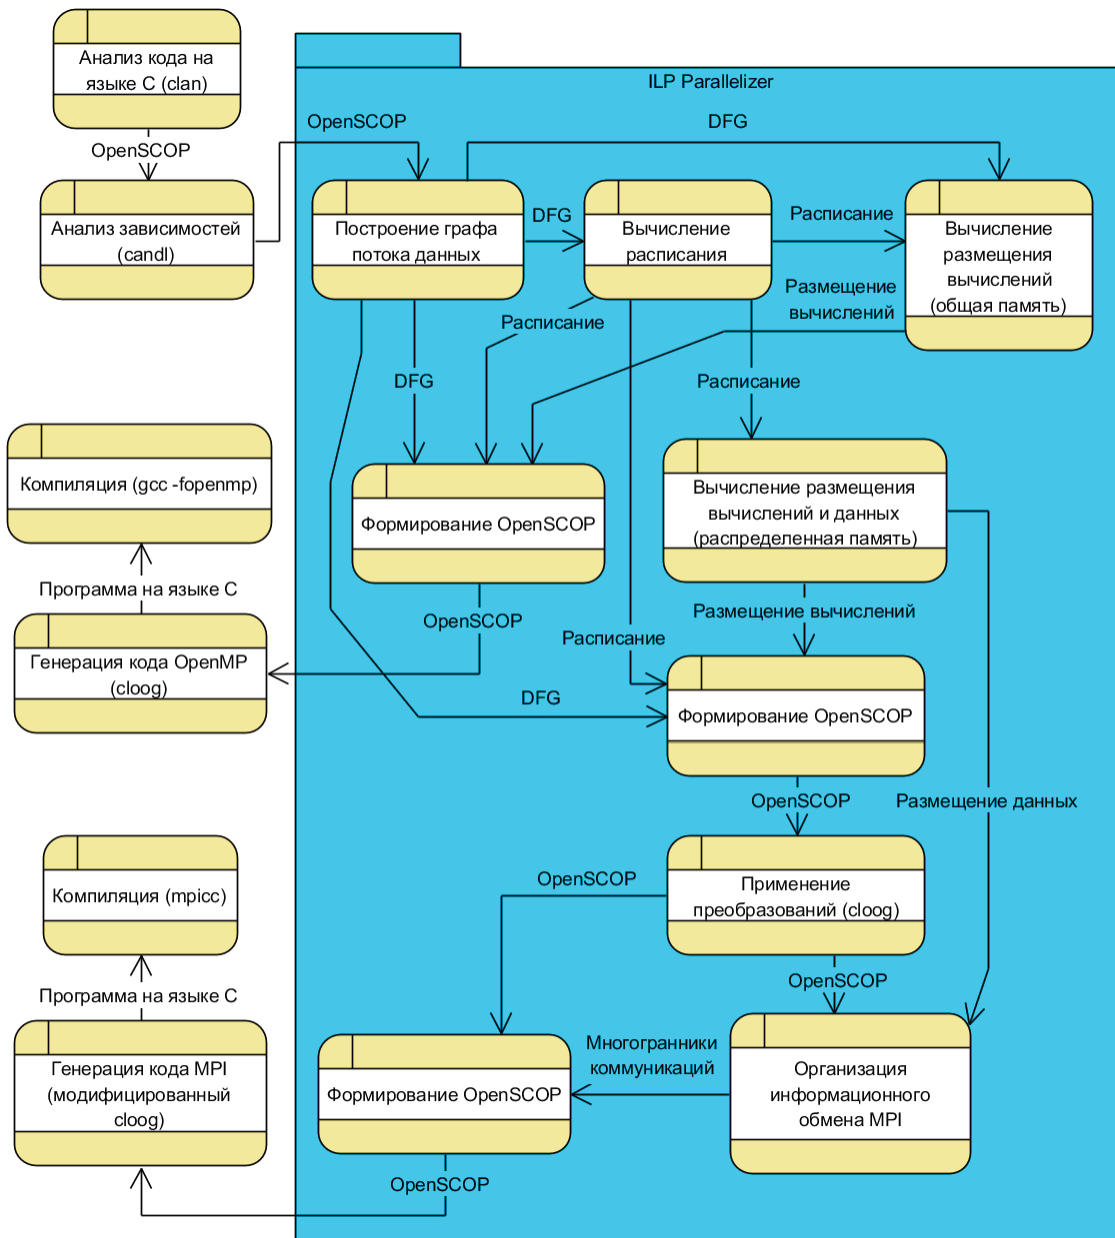 Анализ кода на
языке C (clan)
ILP Parallelizer
OpenSCOP
OpenSCOP
DFG
Анализ зависимостей
(candl)
Построение графа
потока данных
DFG
Вычисление
расписания
Расписание
Вычисление
размещения
вычислений
(общая память)
Размещение
вычислений
Расписание
DFG
Расписание
Компиляция (gcc -fopenmp)
Формирование OpenSCOP
Вычисление размещения
вычислений и данных
(распределенная память)
Программа на языке C
OpenSCOP
Размещение вычислений
Расписание
Генерация кода OpenMP
(cloog)
DFG
Формирование OpenSCOP
OpenSCOP
Размещение данных
Компиляция (mpicc)
OpenSCOP
Применение
преобразований (cloog)
OpenSCOP
Программа на языке C
Генерация кода MPI
(модифицированный
cloog)
Формирование OpenSCOP
Многогранники
коммуникаций
Организация
информационного
обмена MPI
OpenSCOP